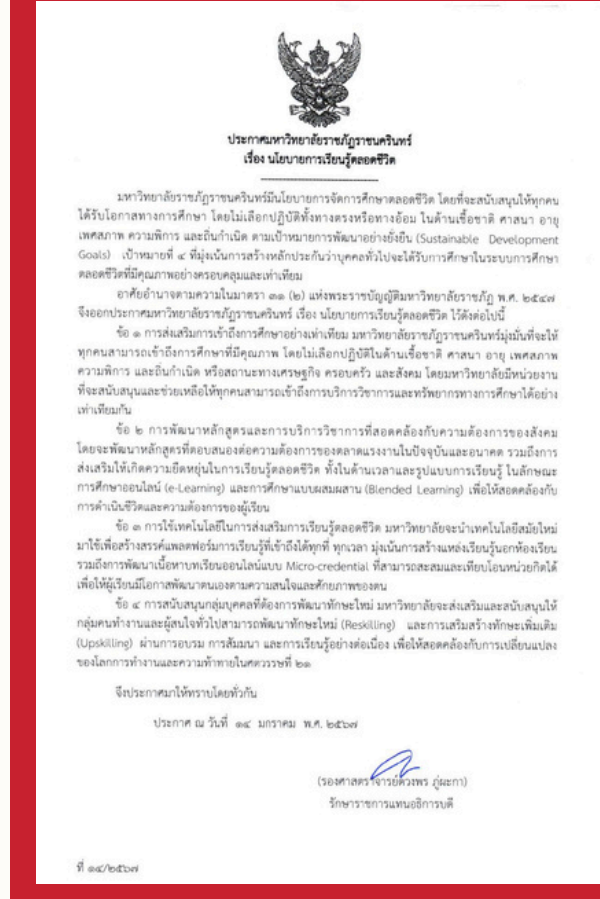 ประกาศมหาวิทยาลัยราชภัฏราชนครินทร์
เรื่อง นโยบายการเรียนรู้ตลอดชีวิต
มหาวิทยาลัยราชภัฏราชนครินทร์มีนโยบายการจัดการศึกษาตลอดชีวิต โดยที่จะสนับสนุนให้ทุกคน
ได้รับโอกาสทางการศึกษา โดยไม่เลือกปฏิบัติทั้งทางตรงหรือทางอ้อม ในด้านเชื้อชาติ ศาสนา อายุ
เพศสภาพ ความพิการ และถิ่นกำเนิด ตามเป้าหมายการพัฒนาอย่างยั่งยืน (Sustainable Development
Goals) เป้าหมายที่ ๔ ที่มุ่งเน้นการสร้างหลักประกันว่าบุคคลทั่วไปจะได้รับการศึกษาในระบบการศึกษา
ตลอดชีวิตที่มีคุณภาพอย่างครอบคลุมและเท่าเทียม
อาศัยอำนาจตามความในมาตรา ๓๑ (๒) แห่งพระราชบัญญัติมหาวิทยาลัยราชภัฏ พ.ศ. ๒๕๔๗
จึงออกประกาศมหาวิทยาลัยราชภัฏราชนครินทร์ เรื่อง นโยบายการเรียนรู้ตลอดชีวิต ไว้ดังต่อไปนี้
ข้อ ๑ การส่งเสริมการเข้าถึงการศึกษาอย่างเท่าเทียม มหาวิทยาลัยราชภัฏราชนครินทร์มุ่งมั่นที่จะให้
ทุกคนสามารถเข้าถึงการศึกษาที่มีคุณภาพ โดยไม่เลือกปฏิบัติในด้านเชื้อชาติ ศาสนา อายุ เพศสภาพ
ความพิการ และถิ่นกำเนิด หรือสถานะทางเศรษฐกิจ ครอบครัว และสังคม โดยมหาวิทยาลัยมีหน่วยงาน
ที่จะสนับสนุนและช่วยเหลือให้ทุกคนสามารถเข้าถึงการบริการวิชาการและทรัพยากรทางการศึกษาได้อย่าง
เท่าเทียมกัน
ข้อ ๒ การพัฒนาหลักสูตรและการบริการวิชาการที่สอดคล้องกับความต้องการของสังคม
โดยจะพัฒนาหลักสูตรที่ตอบสนองต่อความต้องการของตลาดแรงงานในปัจจุบันและอนาคต รวมถึงการ
ส่งเสริมให้เกิดความยืดหยุ่นในการเรียนรู้ตลอดชีวิต ทั้งในด้านเวลาและรูปแบบการเรียนรู้ ในลักษณะ
การศึกษาออนไลน์ (e-Learning) และการศึกษาแบบผสมผสาน (Blended Learning) เพื่อให้สอดคล้องกับ
การดำเนินชีวิตและความต้องการของผู้เรียน
ข้อ ๓ การใช้เทคโนโลยีในการส่งเสริมการเรียนรู้ตลอดชีวิต มหาวิทยาลัยจะนำเทคโนโลยีสมัยใหม่
มาใช้เพื่อสร้างสรรค์แพลตฟอร์มการเรียนรู้ที่เข้าถึงได้ทุกที่ ทุกเวลา มุ่งเน้นการสร้างแหล่งเรียนรู้นอกห้องเรียน
รวมถึงการพัฒนาเนื้อหาบทเรียนออนไลน์แบบ Micro-credential ที่สามารถสะสมและเทียบโอนหน่วยกิตได้
เพื่อให้ผู้เรียนมีโอกาสพัฒนาตนเองตามความสนใจและศักยภาพของตน
ข้อ ๔ การสนับสนุนกลุ่มบุคคลที่ต้องการพัฒนาทักษะใหม่ มหาวิทยาลัยจะส่งเสริมและสนับสนุนให้
กลุ่มคนทำงานและผู้สนใจทั่วไปสามารถพัฒนาทักษะใหม่ (Reskilling) และการเสริมสร้างทักษะเพิ่มเติม
(Upskilling) ผ่านการอบรม การสัมมนา และการเรียนรู้อย่างต่อเนื่อง เพื่อให้สอดคล้องกับการเปลี่ยนแปลง
ของโลกการทำงานและความท้าทายในศตวรรษที่ ๒๑
จึงประกาศมาให้ทราบโดยทั่วกัน
ประกาศ ณ วันที่ ๑๔ มกราคม พ.ศ. ๒๕๖๗
(รองศาสตราจารย์ดวงพร ภู่ผะกา)
รักษาราชการแทนอธิการบดี
ที่ ๑๔/๒๕๖๗